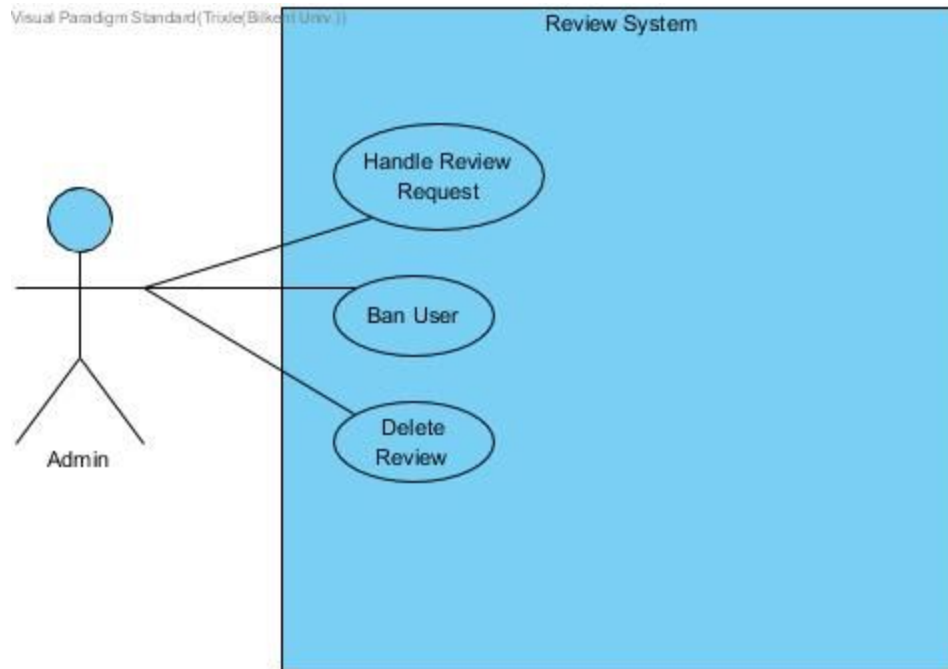 Visual Paradigm Standard(Trixle(Bilkent Univ.))
Review System
Handle Review
Request
Ban User
Delete
Review
Admin